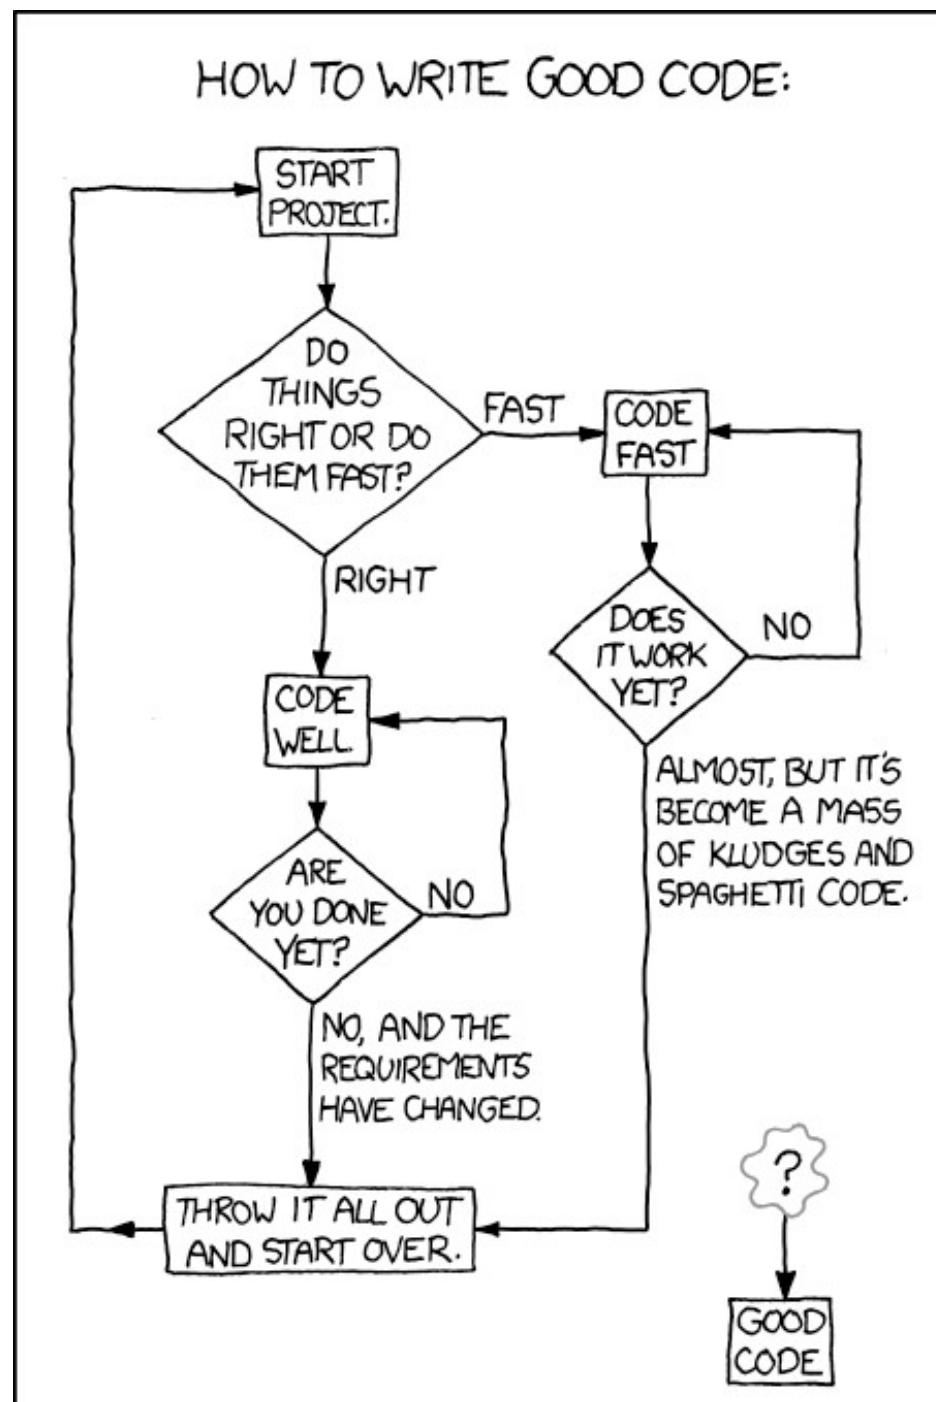 HOW TO WRITE GOOD CODE:
START
PROJECT.
DO
THINGS
RIGHT OR DO
THEM FAST?
FAST
CODE
FAST
RIGHT
DOES
IT WORK
YET?
NO
CODE
WELL.
ALMOST, BUT IT'S
BECOME A MASS
OF KLUDGES AND
SPAGHETTI CODE.
ARE
YOU DONE
YET?
NO
NO, AND THE
REQUIREMENTS
HAVE CHANGED.
THROW IT ALL OUT
AND START OVER.
?
GOOD
CODE